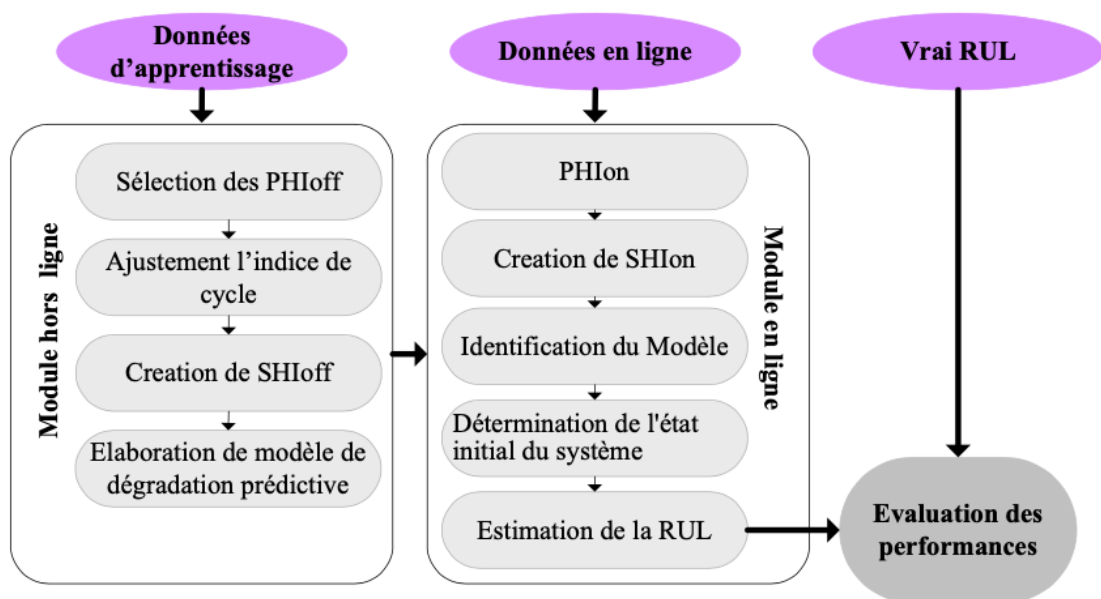 Données
d’apprentissage
Données en ligne
Vrai RUL
Module hors ligne
Sélection des PHIoff
Ajustement l’indice de
cycle
Creation de SHIoff
Elaboration de modèle de
dégradation prédictive
PHIon
Creation de SHIon
Identification du Modèle
Détermination de l'état
initial du système
Estimation de la RUL
Module en ligne
Evaluation des
performances